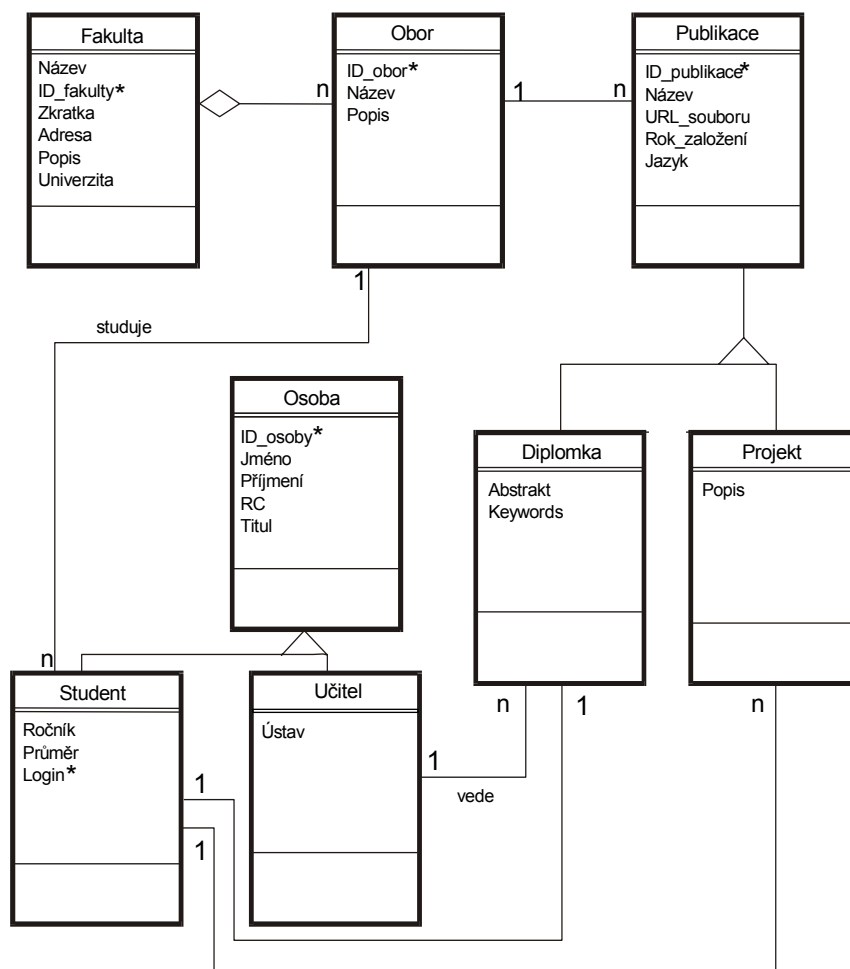 Fakulta
Název
ID_fakulty*
Zkratka
Adresa
Popis
Univerzita
n
Obor
ID_obor*
Název
Popis
1
n
Publikace
ID_publikace*
Název
URL_souboru
Rok_založení
Jazyk
1
studuje
n
Osoba
ID_osoby*
Jméno
Příjmení
RC
Titul
Diplomka
Abstrakt
Keywords
Projekt
Popis
Student
Ročník
Průměr
Login*
Učitel
Ústav
n
1
n
1
vede
1
1